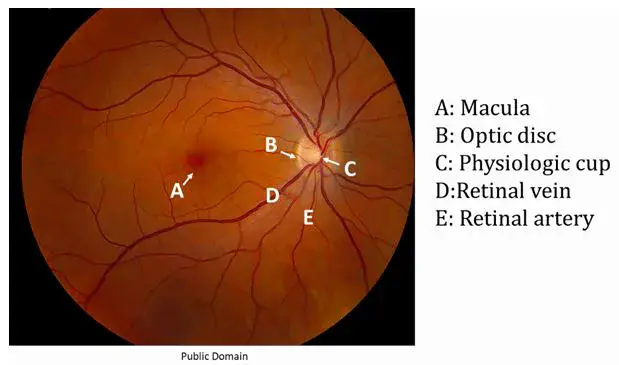 B
A
C
D
E
A: Macula
B: Optic disc
C: Physiologic cup
D:Retinal vein
E: Retinal artery
Public Domain